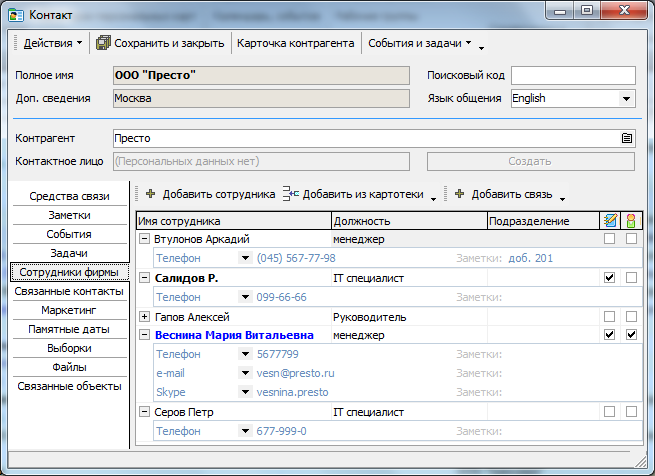 Контакт
Действия Сохранить и закрыть Карточка контрагента События и задачи
Полное имя ООО "Престо" Поисковый код
Доп. сведения Москва Язык общения English
Контрагент Престо
Контактное лицо (Персональных данных нет) Создать
Средства связи
Заметки
События
Задачи
Сотрудники фирмы
Связанные контакты
Маркетинг
Памятные даты
Выборки
Файлы
Связанные объекты
Добавить сотрудника Добавить из картотеки Добавить связь
Имя сотрудника Должность Подразделение
Втулонов Аркадий менеджер
Телефон (045) 567-77-98 Заметки: доб. 201
Салидов Р. IT специалист
Телефон 099-66-66 Заметки:
Гапов Алексей Руководитель
Веснина Мария Витальевна менеджер
Телефон 5677799 Заметки:
e-mail vesn@presto.ru Заметки:
Skype vesnina.presto Заметки:
Серов Петр IT специалист
Телефон 677-999-0 Заметки: